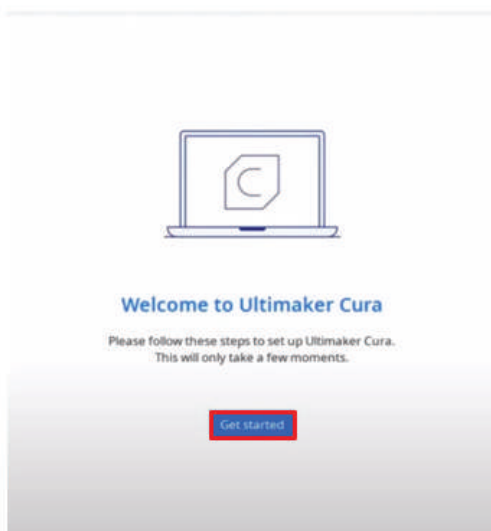 Welcome to Ultimaker Cura
Please follow these steps to set up Ultimaker Cura.
This will only take a few moments.
Get started